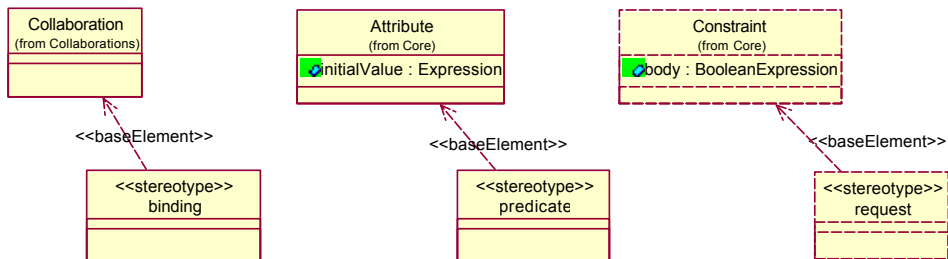 Collaboration
(from Collaborations)
Attribute
(from Core)
initialValue : Expression
Constraint
(from Core)
body : BooleanExpression
<<baseElement>>
<<baseElement>>
<<baseElement>>
<<stereotype>>
binding
<<stereotype>>
predicate
<<stereotype>>
request